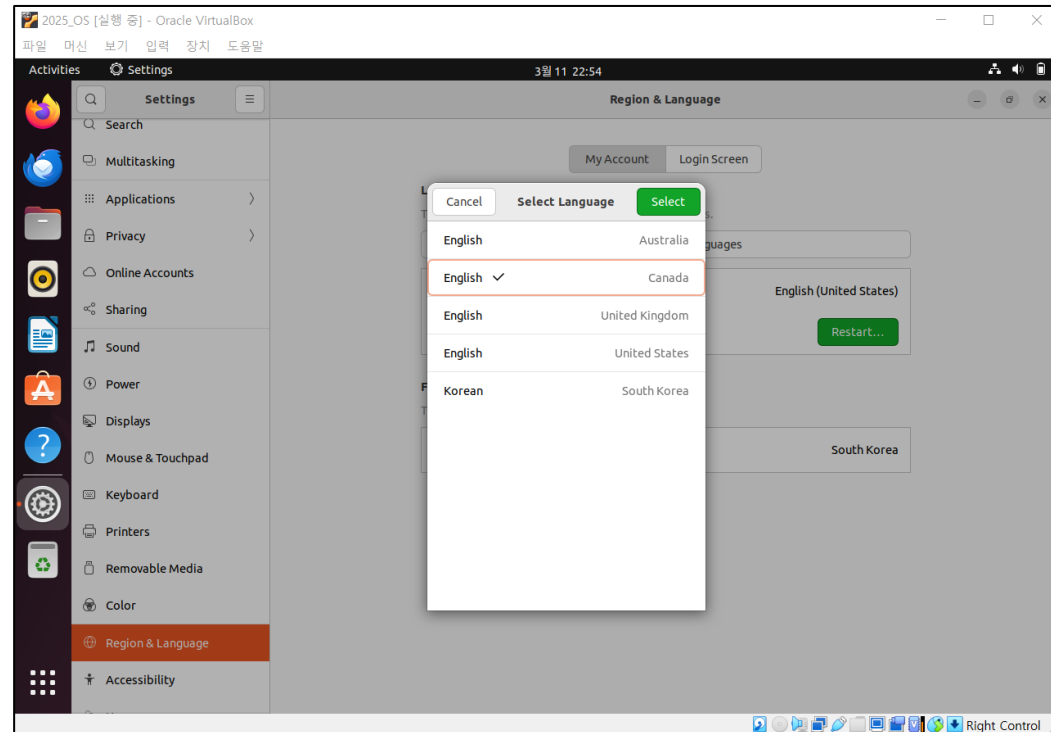 2025_OS [실행 중] - Oracle VirtualBox
파일 머신 보기 입력 장치 도움말
Activities Settings 3월 11 22:54
Settings
Region & Language
Search
Multitasking
Applications
Privacy
Online Accounts
Sharing
Sound
Power
Displays
Mouse & Touchpad
Keyboard
Printers
Removable Media
Color
Region & Language
Accessibility
My Account Login Screen
Cancel Select Language Select
English Australia
English Canada
English United Kingdom
English United States
Korean South Korea
English (United States)
Restart...
South Korea
Right Control